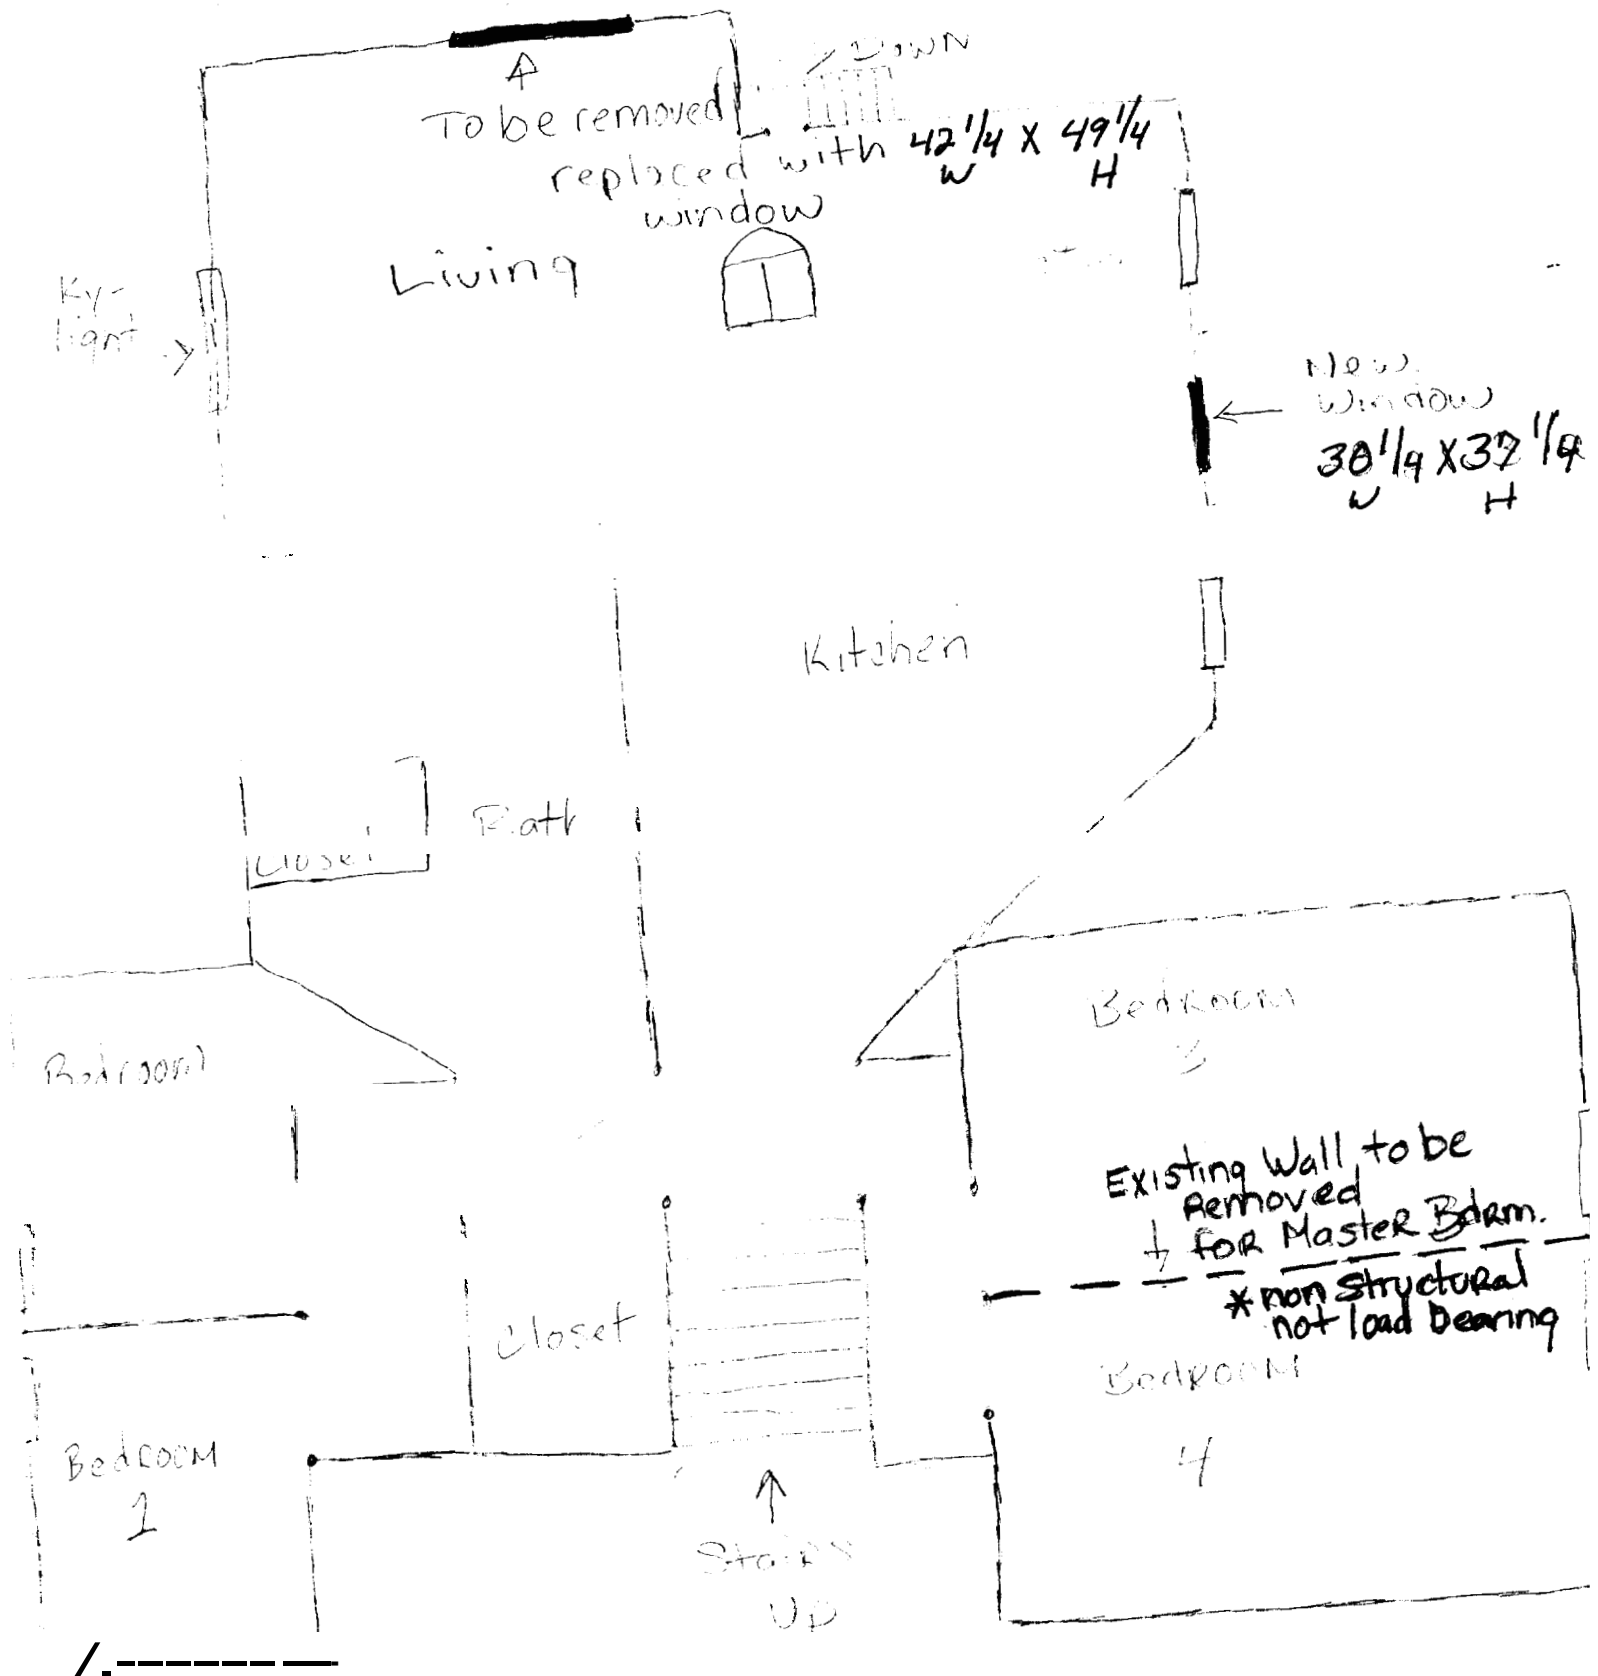 DOWN
To be removed
replaced with 42 1/4 X 49 1/4
W H
window
Living
Ky-
light
New
Window
30 1/4 X 37 1/4
W H
Kitchen
Bath
Closet
Bedroom
3
Bedroom
Existing Wall to be
Removed
for Master Bdrm.
* non structural
not load bearing
Closet
Bedroom
4
Bedroom
1
Stairs
UP